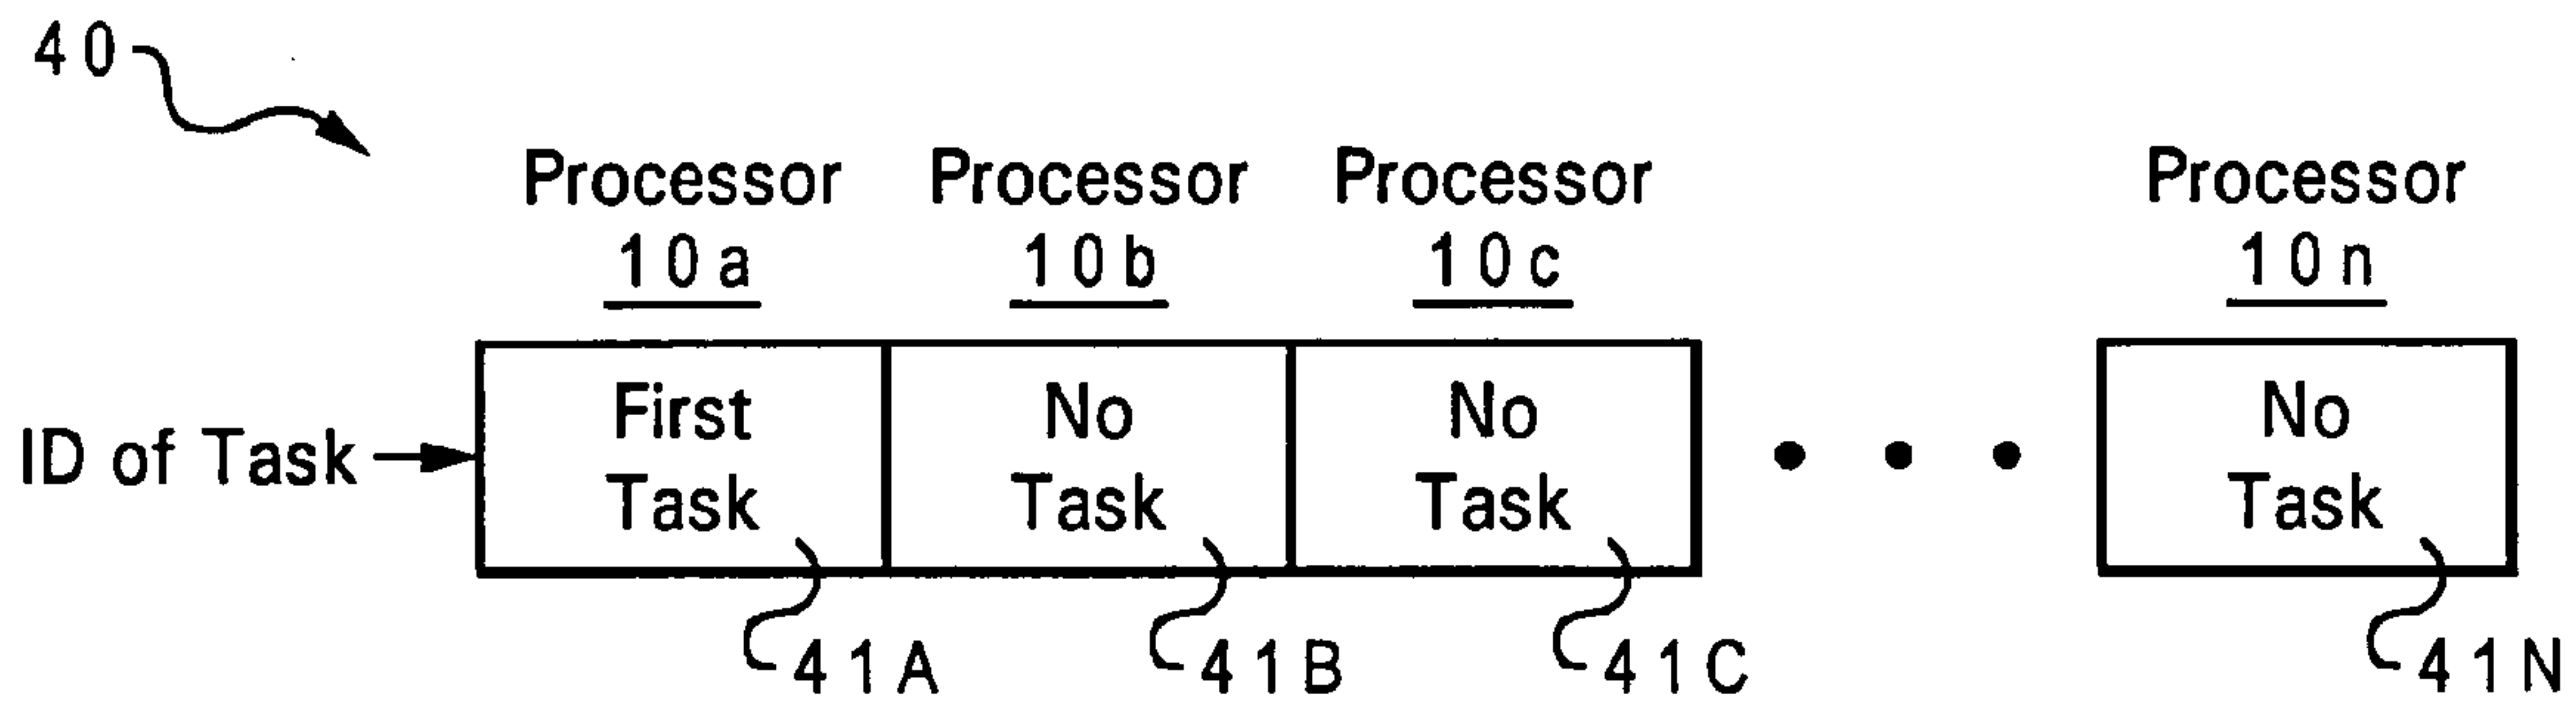 40
Processor Processor Processor Processor
10a 10b 10c 10n
ID of Task
First Task
No Task
No Task
No Task
41A 41B 41C 41N